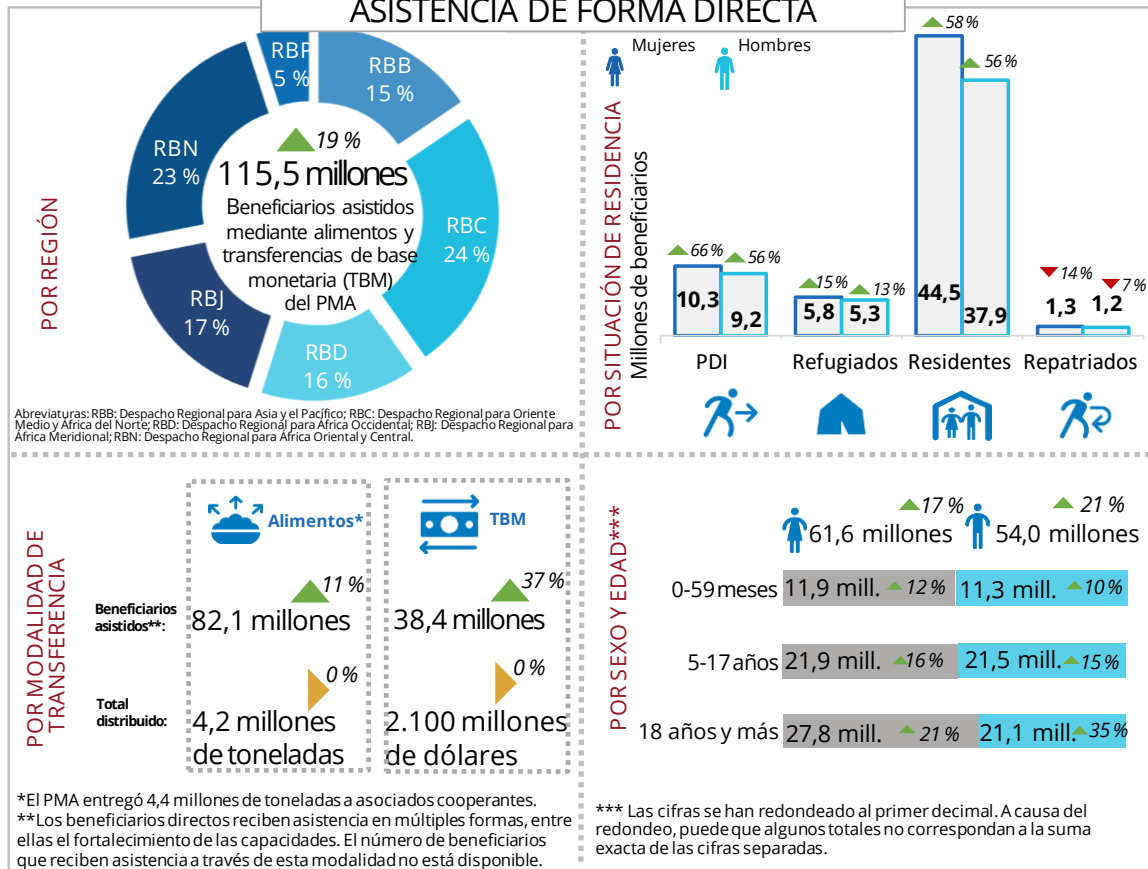 ASISTENCIA DE FORMA DIRECTA
POR REGIÓN
RBP
5 %
RBB
15 %
RBN
23 %
RBC
24 %
RBJ
17 %
RBD
16 %
19 %
115,5 millones
Beneficiarios asistidos
mediante alimentos y
transferencias de base
monetaria (TBM)
del PMA
Abreviaturas: RBB: Despacho Regional para Asia y el Pacífico; RBC: Despacho Regional para Oriente
Medio y África del Norte; RBD: Despacho Regional para África Occidental; RBJ: Despacho Regional para
África Meridional; RBN: Despacho Regional para África Oriental y Central.
POR SITUACIÓN DE RESIDENCIA
Millones de beneficiarios
Mujeres
Hombres
66 %
56 %
15 %
13 %
58 %
56 %
14 %
7 %
10,3
9,2
5,8
5,3
44,5
37,9
1,3
1,2
PDI
Refugiados
Residentes
Repatriados
POR MODALIDAD DE
TRANSFERENCIA
Alimentos*
TBM
Beneficiarios
asistidos**:
11 %
82,1 millones
37 %
38,4 millones
Total
distribuido:
0 %
4,2 millones
de toneladas
0 %
2.100 millones
de dólares
*El PMA entregó 4,4 millones de toneladas a asociados cooperantes.
**Los beneficiarios directos reciben asistencia en múltiples formas, entre
ellas el fortalecimiento de las capacidades. El número de beneficiarios
que reciben asistencia a través de esta modalidad no está disponible.
POR SEXO Y EDAD***
17 %
61,6 millones
21 %
54,0 millones
0-59 meses 11,9 mill. 12 % 11,3 mill. 10 %
5-17 años 21,9 mill. 16 % 21,5 mill. 15 %
18 años y más 27,8 mill. 21 % 21,1 mill. 35 %
*** Las cifras se han redondeado al primer decimal. A causa del
redondeo, puede que algunos totales no correspondan a la suma
exacta de las cifras separadas.